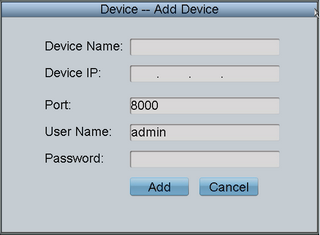 Device -- Add Device
Device Name:
Device IP: . . .
Port: 8000
User Name: admin
Password:
Add Cancel